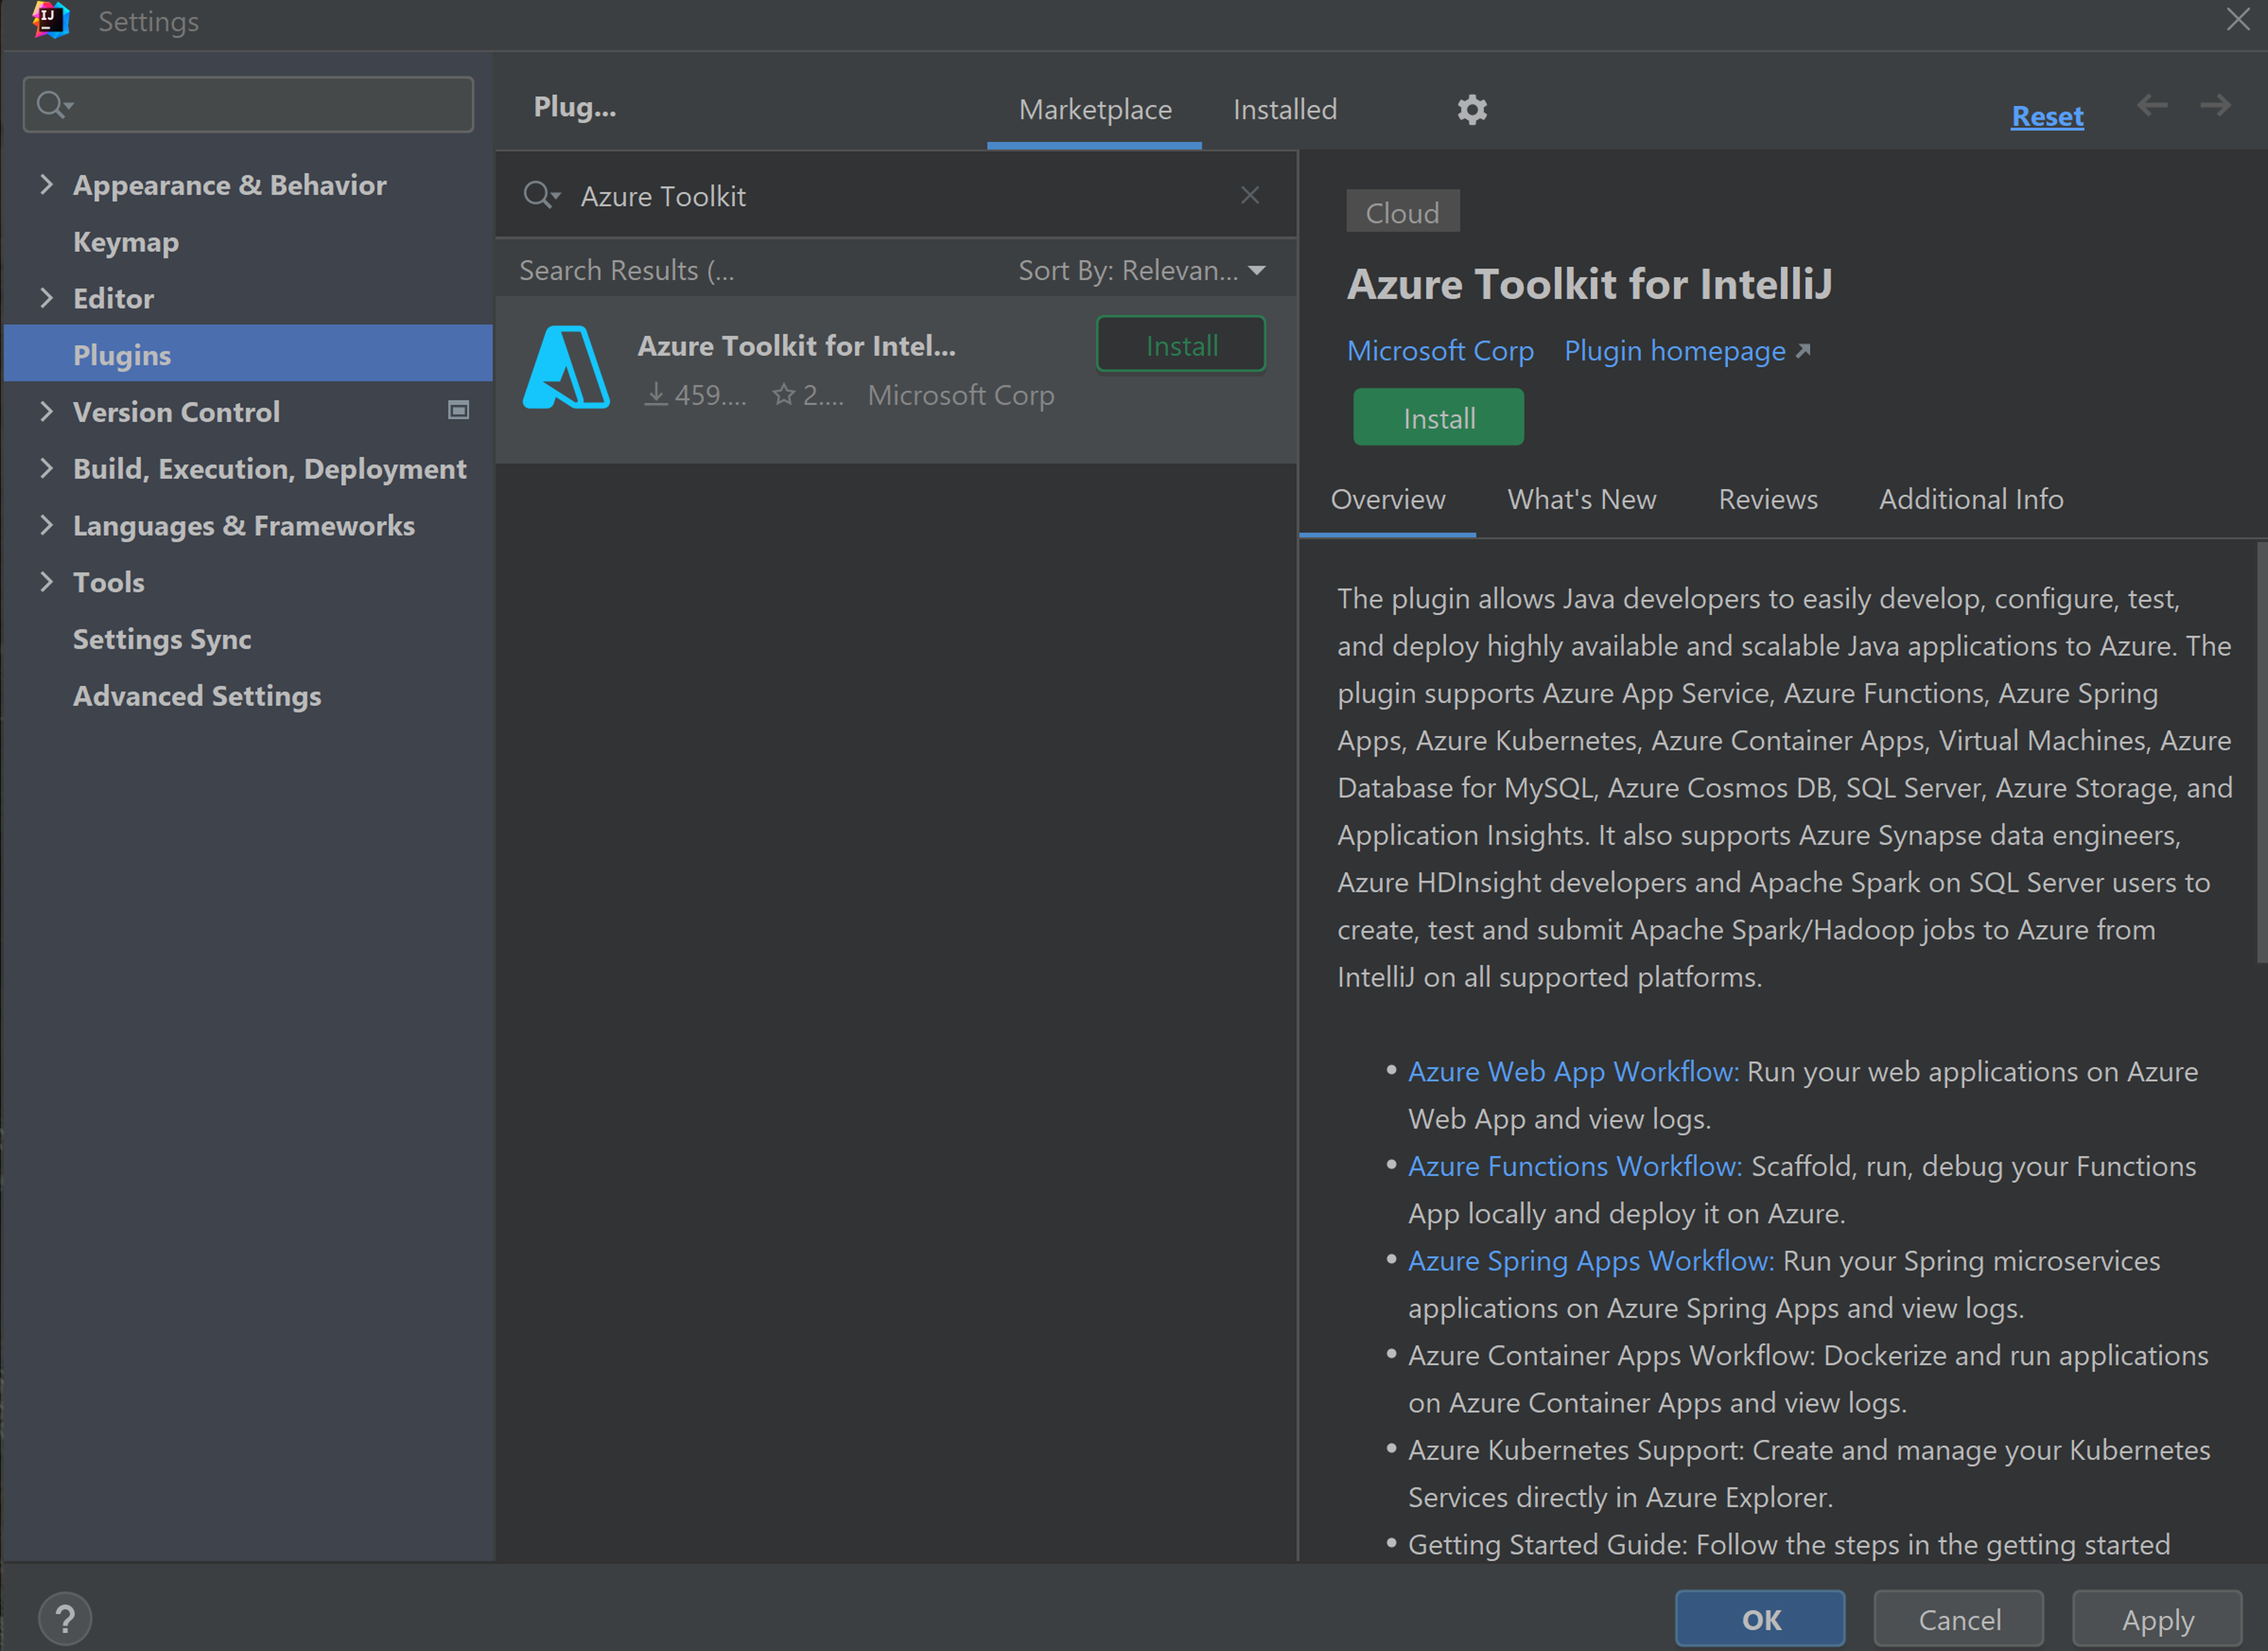 IJ
Settings
Appearance & Behavior
Keymap
Editor
Plugins
Version Control
Build, Execution, Deployment
Languages & Frameworks
Tools
Settings Sync
Advanced Settings
Plug...
Marketplace
Installed
Reset
Azure Toolkit
Search Results (...
Sort By: Relevan...
Azure Toolkit for Intel...
Install
459....
2....
Microsoft Corp
Cloud
Azure Toolkit for IntelliJ
Microsoft Corp Plugin homepage
Install
Overview What's New Reviews Additional Info
The plugin allows Java developers to easily develop, configure, test,
and deploy highly available and scalable Java applications to Azure. The
plugin supports Azure App Service, Azure Functions, Azure Spring
Apps, Azure Kubernetes, Azure Container Apps, Virtual Machines, Azure
Database for MySQL, Azure Cosmos DB, SQL Server, Azure Storage, and
Application Insights. It also supports Azure Synapse data engineers,
Azure HDInsight developers and Apache Spark on SQL Server users to
create, test and submit Apache Spark/Hadoop jobs to Azure from
IntelliJ on all supported platforms.
• Azure Web App Workflow: Run your web applications on Azure
Web App and view logs.
• Azure Functions Workflow: Scaffold, run, debug your Functions
App locally and deploy it on Azure.
• Azure Spring Apps Workflow: Run your Spring microservices
applications on Azure Spring Apps and view logs.
• Azure Container Apps Workflow: Dockerize and run applications
on Azure Container Apps and view logs.
• Azure Kubernetes Support: Create and manage your Kubernetes
Services directly in Azure Explorer.
• Getting Started Guide: Follow the steps in the getting started
?
OK
Cancel
Apply